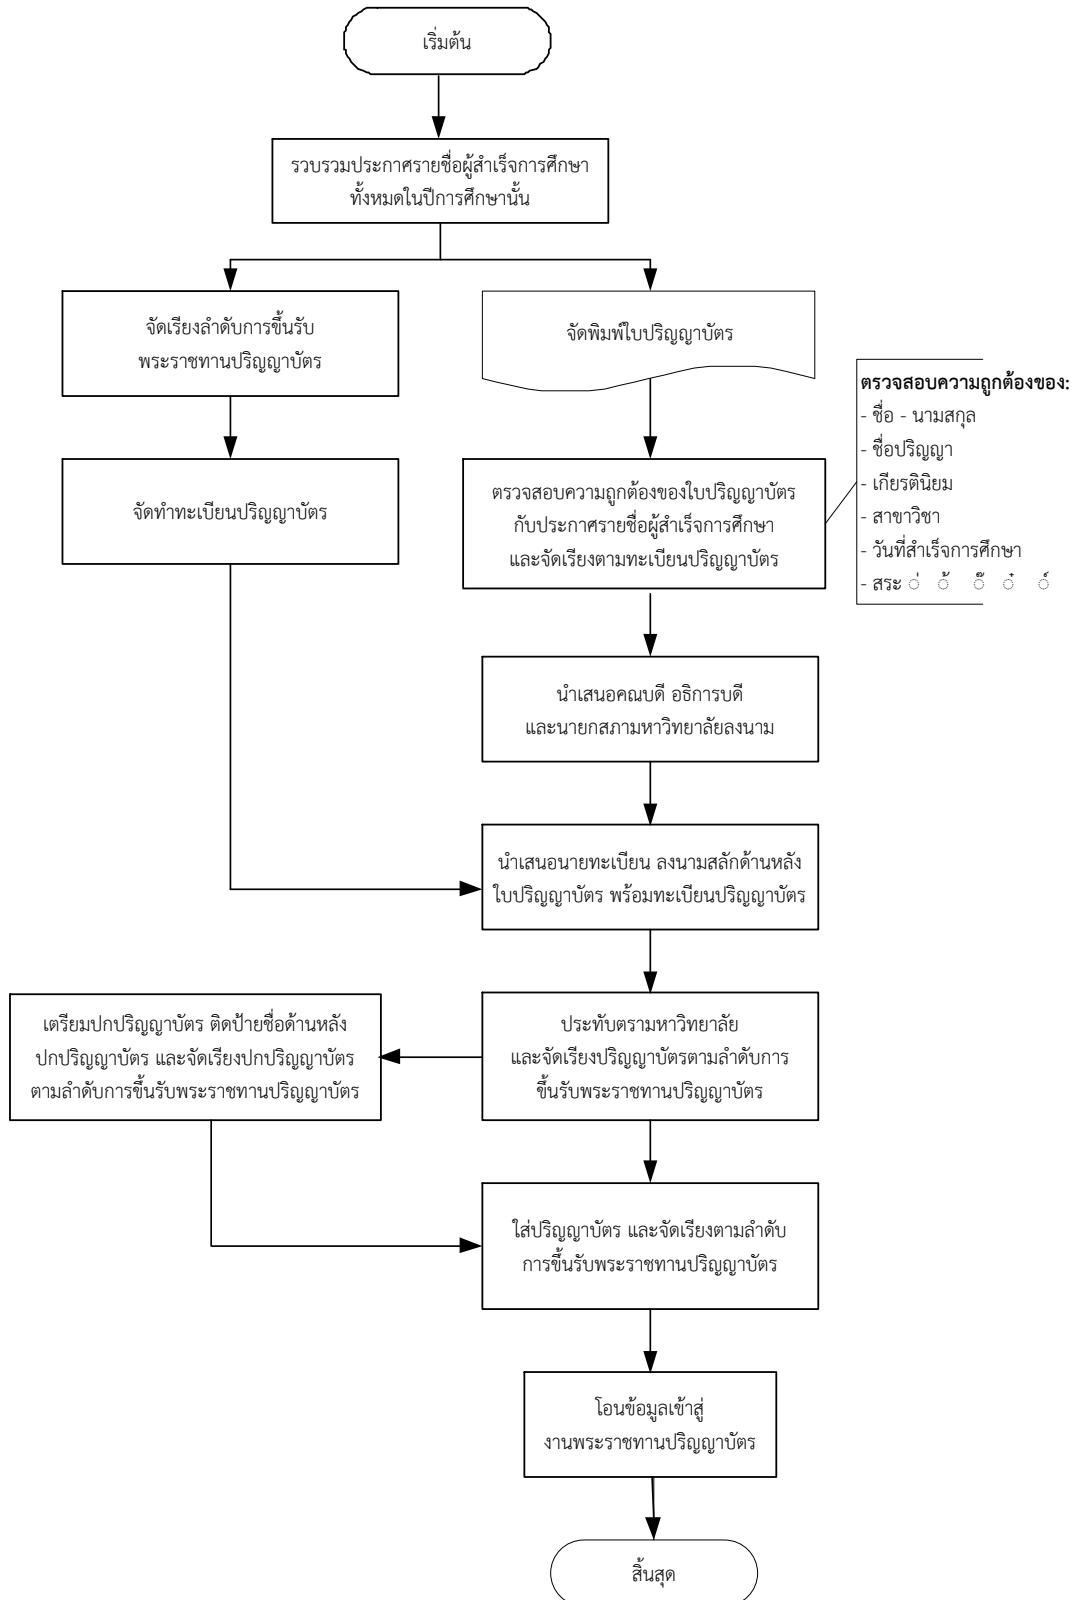 เริ่มต้น
รวบรวมประกาศรายชื่อผู้สำเร็จการศึกษา
ทั้งหมดในปีการศึกษานั้น
จัดเรียงลำดับการขึ้นรับ
พระราชทานปริญญาบัตร
จัดพิมพ์ใบปริญญาบัตร
ตรวจสอบความถูกต้องของ:
- ชื่อ - นามสกุล
- ชื่อปริญญา
- เกียรตินิยม
- สาขาวิชา
- วันที่สำเร็จการศึกษา
- สระ ◌่ ◌้ ◌๊ ◌๋ ◌์
จัดทำทะเบียนปริญญาบัตร
ตรวจสอบความถูกต้องของใบปริญญาบัตร
กับประกาศรายชื่อผู้สำเร็จการศึกษา
และจัดเรียงตามทะเบียนปริญญาบัตร
นำเสนอคณบดี อธิการบดี
และนายกสภามหาวิทยาลัยลงนาม
นำเสนอนายทะเบียน ลงนามสลักด้านหลัง
ใบปริญญาบัตร พร้อมทะเบียนปริญญาบัตร
เตรียมปกปริญญาบัตร ติดป้ายชื่อด้านหลัง
ปกปริญญาบัตร และจัดเรียงปกปริญญาบัตร
ตามลำดับการขึ้นรับพระราชทานปริญญาบัตร
ประทับตรามหาวิทยาลัย
และจัดเรียงปริญญาบัตรตามลำดับการ
ขึ้นรับพระราชทานปริญญาบัตร
ใส่ปริญญาบัตร และจัดเรียงตามลำดับ
การขึ้นรับพระราชทานปริญญาบัตร
โอนข้อมูลเข้าสู่
งานพระราชทานปริญญาบัตร
สิ้นสุด